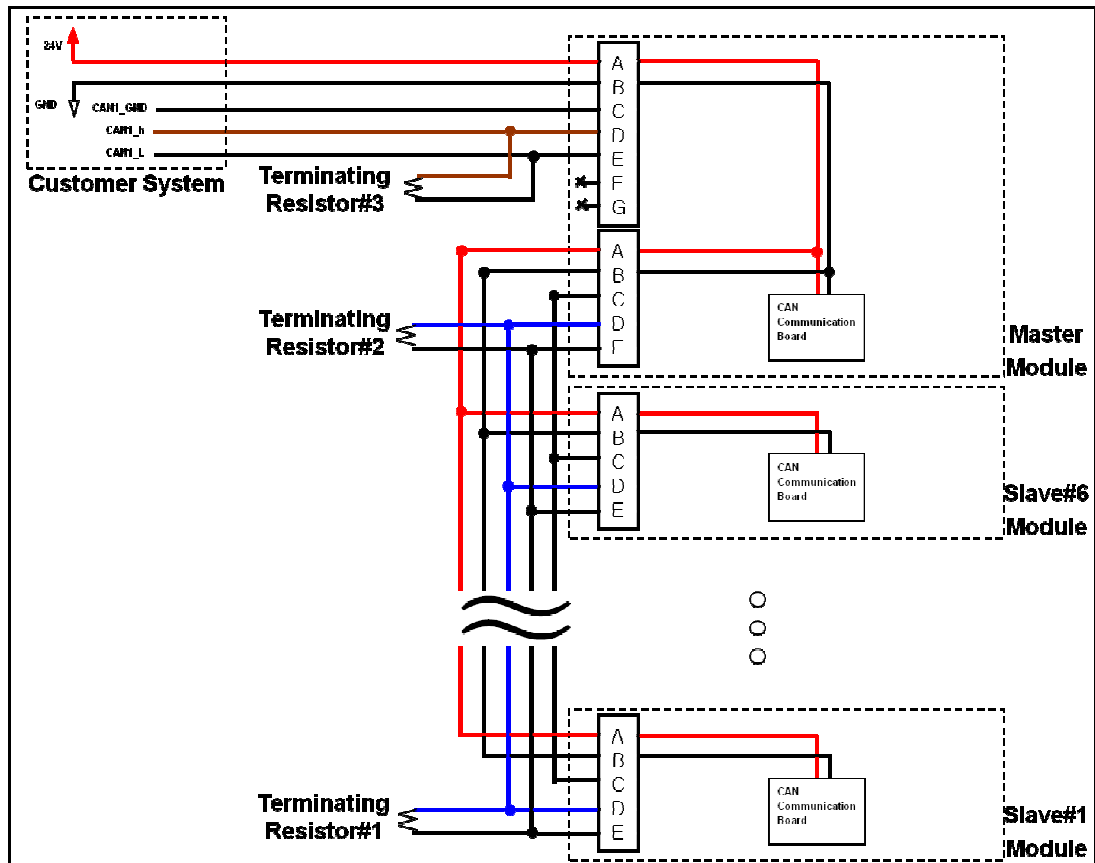 24V
GND
CAN1_GND
CAN1_h
CAN1_L
Customer System
Terminating
Resistor#3
A
B
C
D
E
F
G
A
B
C
D
F
Terminating
Resistor#2
CAN
Communication
Board
Master
Module
A
B
C
D
E
CAN
Communication
Board
Slave#6
Module
A
B
C
D
E
Terminating
Resistor#1
CAN
Communication
Board
Slave#1
Module